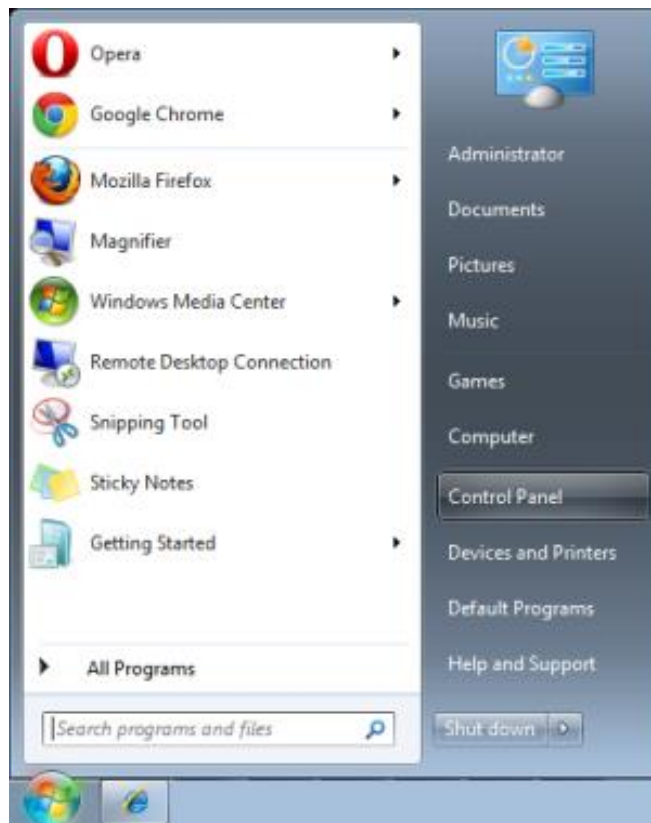 Opera
Google Chrome
Mozilla Firefox
Magnifier
Windows Media Center
Remote Desktop Connection
Snipping Tool
Sticky Notes
Getting Started
All Programs
Search programs and files
Administrator
Documents
Pictures
Music
Games
Computer
Control Panel
Devices and Printers
Default Programs
Help and Support
Shut down